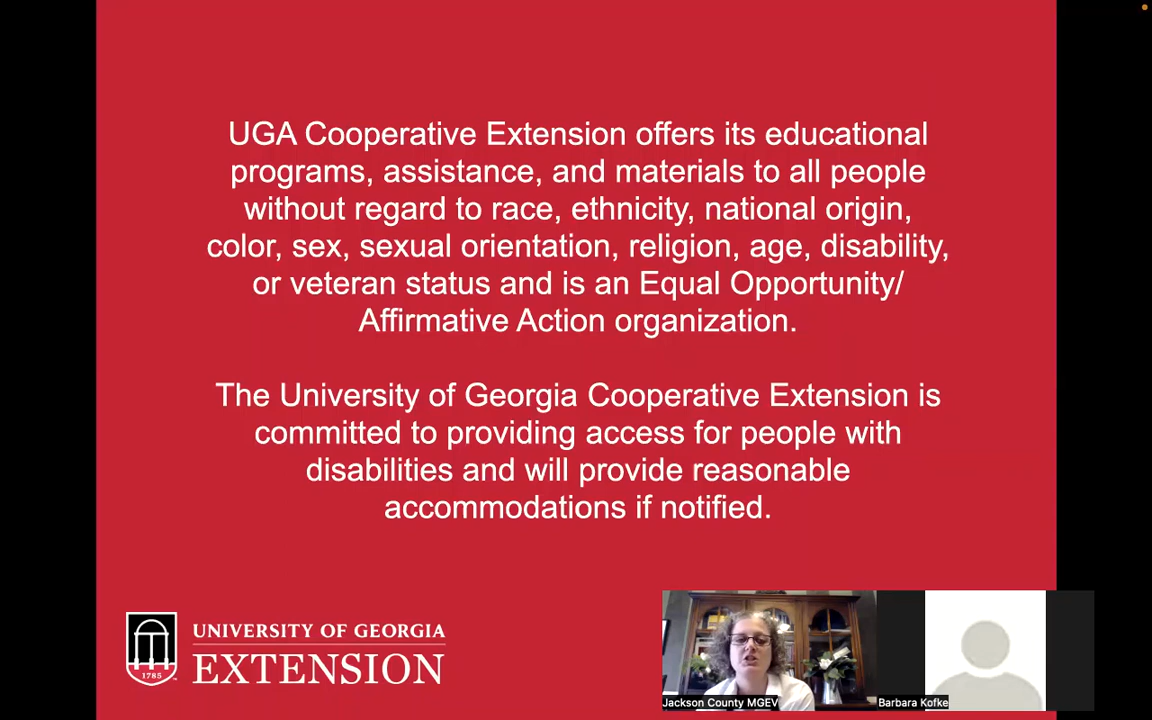 UGA Cooperative Extension offers its educational
programs, assistance, and materials to all people
without regard to race, ethnicity, national origin,
color, sex, sexual orientation, religion, age, disability,
or veteran status and is an Equal Opportunity/
Affirmative Action organization.
The University of Georgia Cooperative Extension is
committed to providing access for people with
disabilities and will provide reasonable
accommodations if notified.
UNIVERSITY OF GEORGIA
EXTENSION
1785
Jackson County MGEV
Barbara Kofke